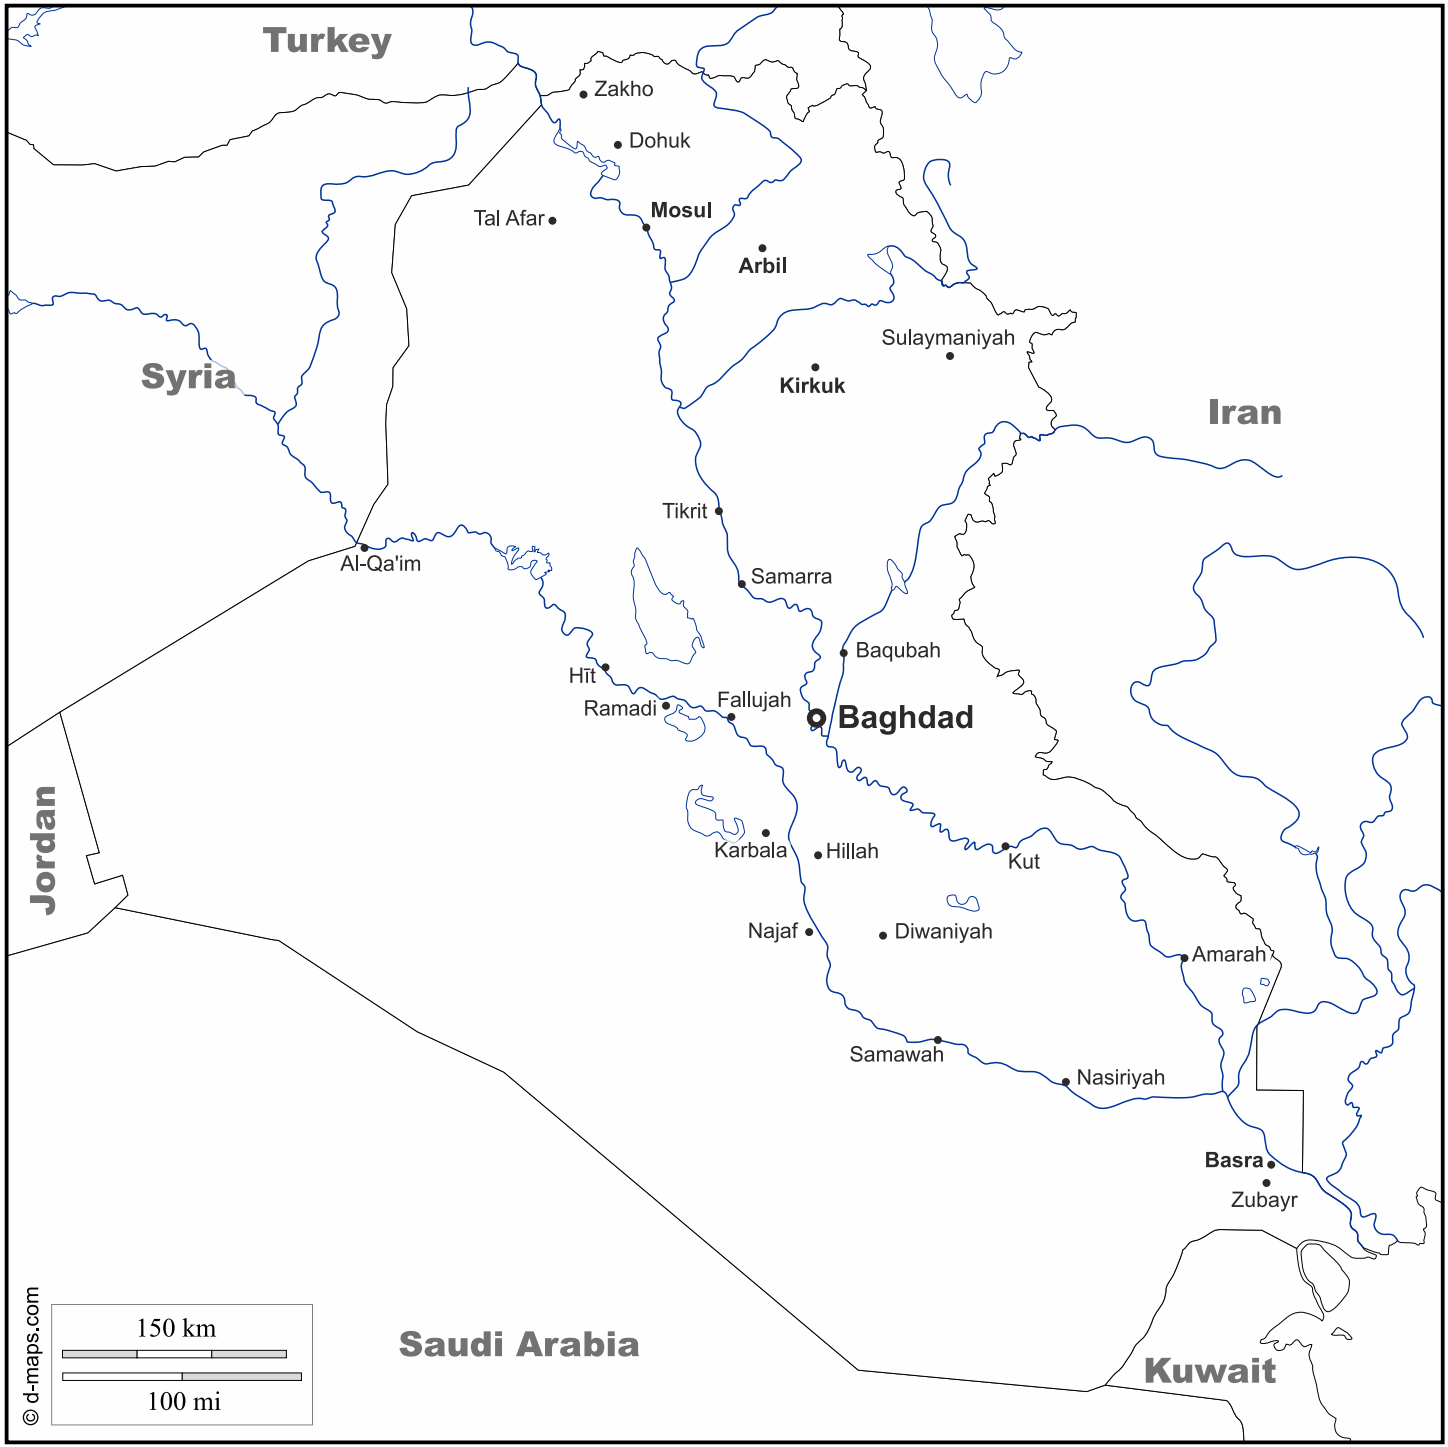 Turkey
Zakho
Dohuk
Mosul
Tal Afar
Arbil
Sulaymaniyah
Syria
Kirkuk
Iran
Tikrit
Al-Qa'im
Samarra
Baqubah
Hīt
Ramadi
Fallujah
Baghdad
Jordan
Karbala
Hillah
Kut
Najaf
Diwaniyah
Amarah
Samawah
Nasiriyah
Basra
Zubayr
Saudi Arabia
Kuwait
150 km
100 mi
© d-maps.com